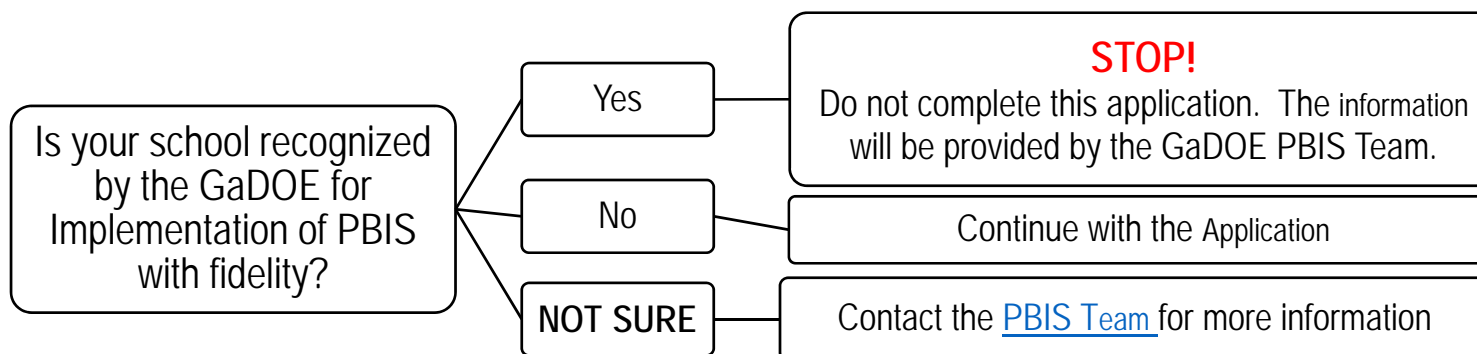 Is your school recognized
by the GaDOE for
Implementation of PBIS
with fidelity?
Yes
STOP!
Do not complete this application. The information
will be provided by the GaDOE PBIS Team.
No
Continue with the Application
NOT SURE
Contact the PBIS Team for more information